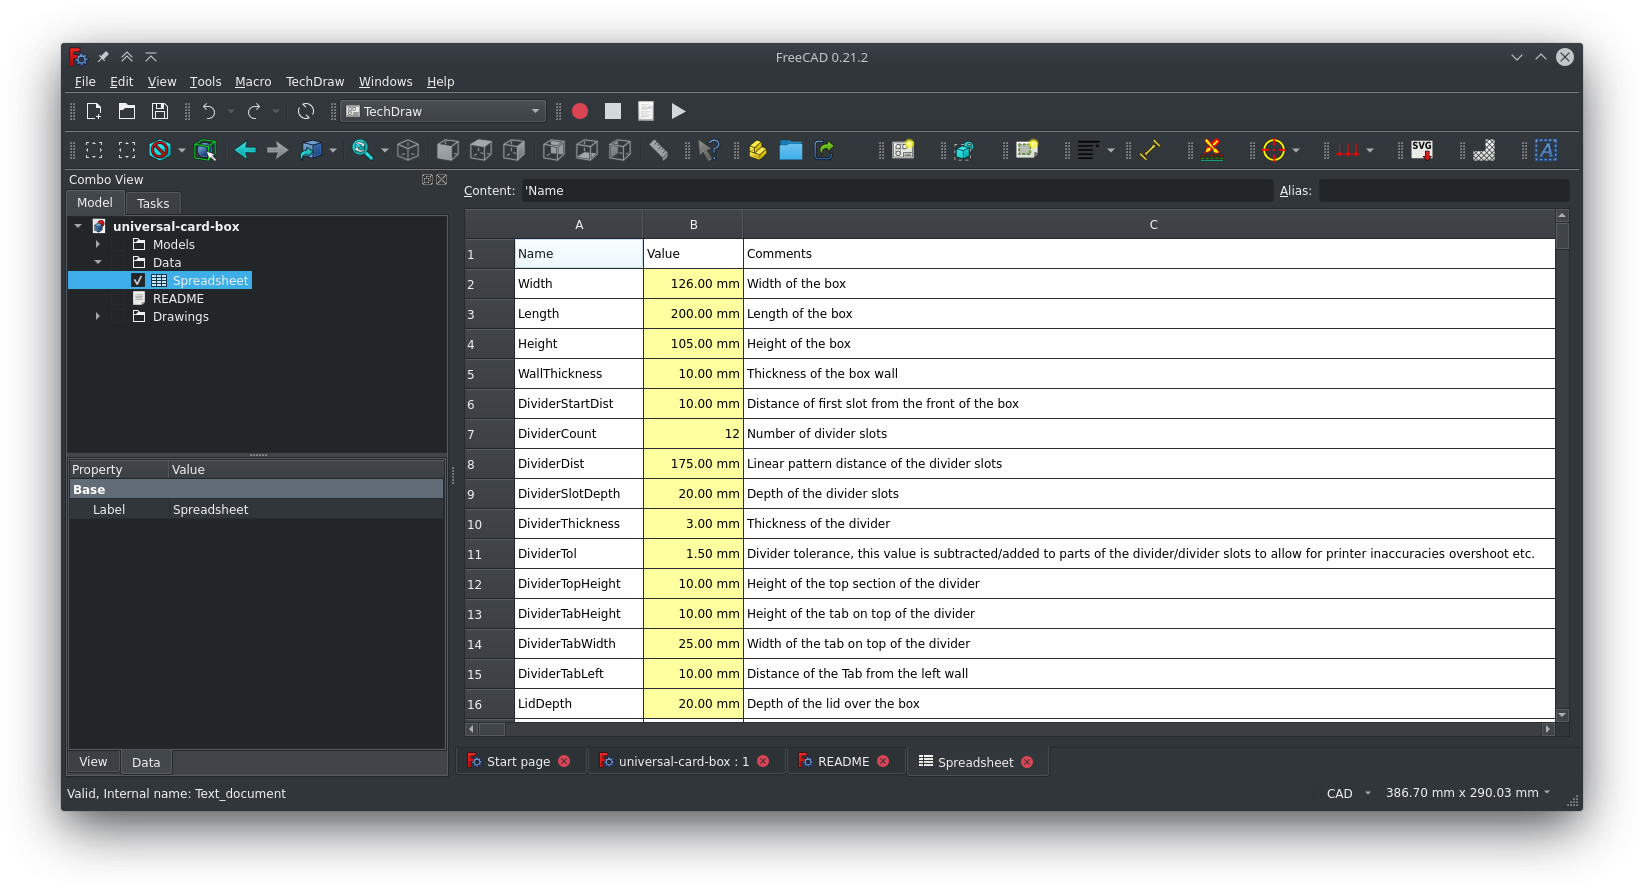 FreeCAD 0.21.2
File Edit View Tools Macro TechDraw Windows Help
TechDraw
SVG
A
Combo View
Model Tasks
universal-card-box
Models
Data
Spreadsheet
README
Drawings
Property Value
Base
Label Spreadsheet
View Data
Content: 'Name Alias:
A B C
1 Name Value Comments
2 Width 126.00 mm Width of the box
3 Length 200.00 mm Length of the box
4 Height 105.00 mm Height of the box
5 WallThickness 10.00 mm Thickness of the box wall
6 DividerStartDist 10.00 mm Distance of first slot from the front of the box
7 DividerCount 12 Number of divider slots
8 DividerDist 175.00 mm Linear pattern distance of the divider slots
9 DividerSlotDepth 20.00 mm Depth of the divider slots
10 DividerThickness 3.00 mm Thickness of the divider
11 DividerTol 1.50 mm Divider tolerance, this value is subtracted/added to parts of the divider/divider slots to allow for printer inaccuracies overshoot etc.
12 DividerTopHeight 10.00 mm Height of the top section of the divider
13 DividerTabHeight 10.00 mm Height of the tab on top of the divider
14 DividerTabWidth 25.00 mm Width of the tab on top of the divider
15 DividerTabLeft 10.00 mm Distance of the Tab from the left wall
16 LidDepth 20.00 mm Depth of the lid over the box
Start page universal-card-box : 1 README Spreadsheet
Valid, Internal name: Text_document CAD 386.70 mm x 290.03 mm